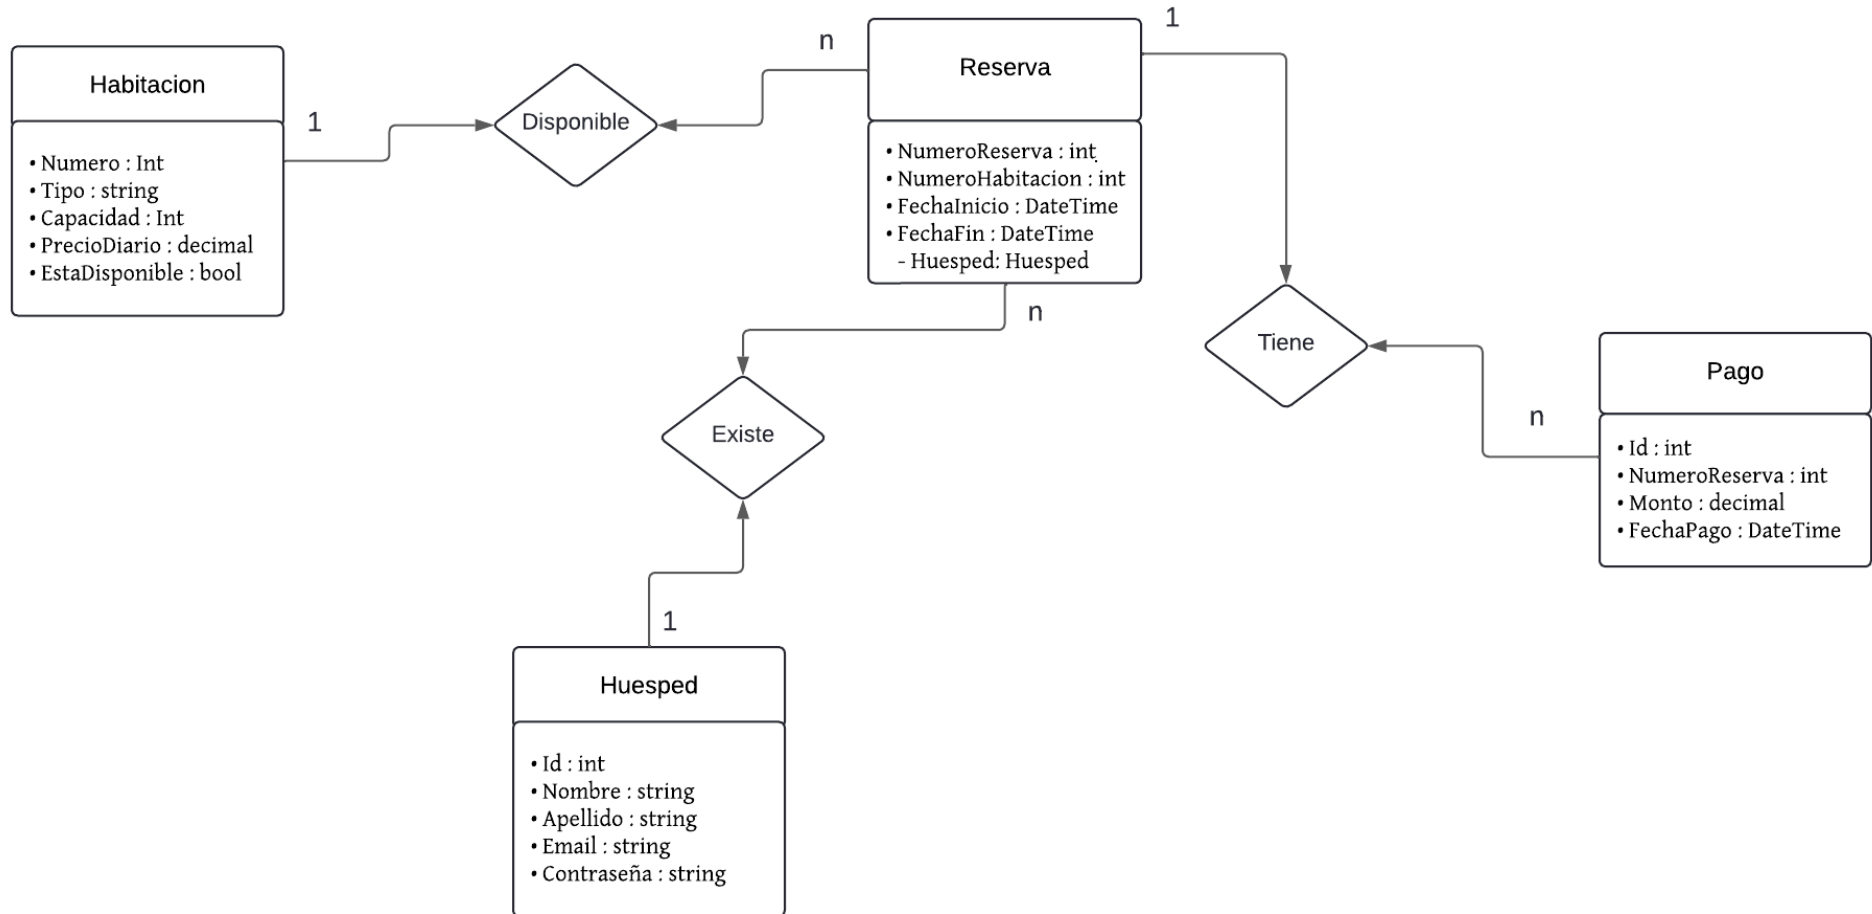 Habitacion
• Numero : Int
• Tipo : string
• Capacidad : Int
• PrecioDiario : decimal
• EstaDisponible : bool
1
Disponible
n
Reserva
• NumeroReserva : int
• NumeroHabitacion : int
• FechaInicio : DateTime
• FechaFin : DateTime
- Huesped: Huesped
1
n
Tiene
Existe
n
Pago
• Id : int
• NumeroReserva : int
• Monto : decimal
• FechaPago : DateTime
1
Huesped
• Id : int
• Nombre : string
• Apellido : string
• Email : string
• Contraseña : string